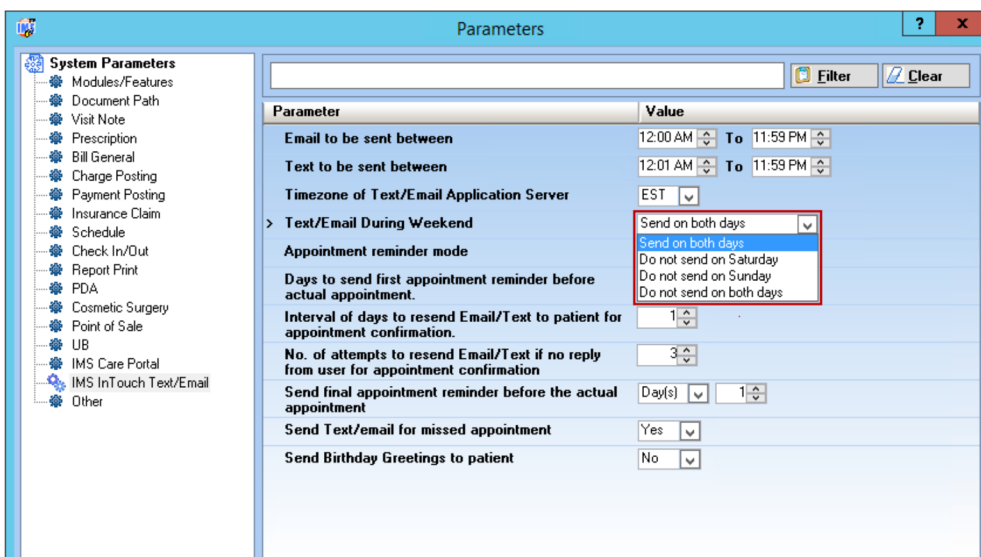 IMS
Parameters
?
x
System Parameters
Modules/Features
Document Path
Visit Note
Prescription
Bill General
Charge Posting
Payment Posting
Insurance Claim
Schedule
Check In/Out
Report Print
PDA
Cosmetic Surgery
Point of Sale
UB
IMS Care Portal
IMS InTouch Text/Email
Other
Filter
Clear
Parameter Value
Email to be sent between 12:00 AM To 11:59 PM
Text to be sent between 12:01 AM To 11:59 PM
Timezone of Text/Email Application Server EST
> Text/Email During Weekend Send on both days
Send on both days
Do not send on Saturday
Do not send on Sunday
Do not send on both days
Appointment reminder mode
Days to send first appointment reminder before
actual appointment.
Interval of days to resend Email/Text to patient for 1
appointment confirmation.
No. of attempts to resend Email/Text if no reply 3
from user for appointment confirmation
Send final appointment reminder before the actual Day(s) 1
appointment
Send Text/email for missed appointment Yes
Send Birthday Greetings to patient No